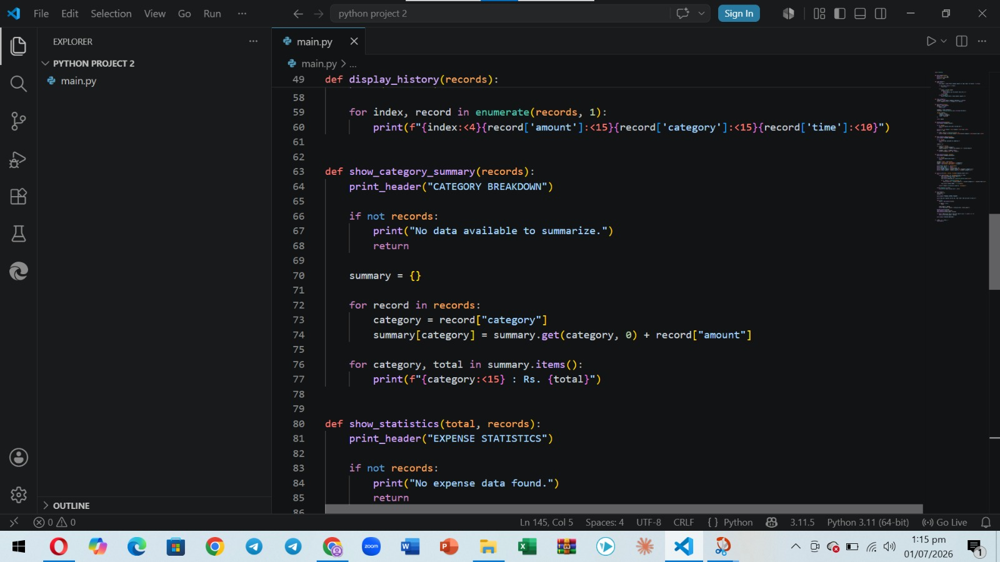 File Edit Selection View Go Run ···
python project 2
Sign In
EXPLORER
PYTHON PROJECT 2
main.py
OUTLINE
main.py
main.py > ...
49 def display_history(records):
58
59     for index, record in enumerate(records, 1):
60         print(f"{index:<4}{record['amount']:<15}{record['category']:<15}{record['time']:<10}")
61
62
63 def show_category_summary(records):
64     print_header("CATEGORY BREAKDOWN")
65
66     if not records:
67         print("No data available to summarize.")
68         return
69
70     summary = {}
71
72     for record in records:
73         category = record["category"]
74         summary[category] = summary.get(category, 0) + record["amount"]
75
76     for category, total in summary.items():
77         print(f"{category:<15} : Rs. {total}")
78
79
80 def show_statistics(total, records):
81     print_header("EXPENSE STATISTICS")
82
83     if not records:
84         print("No expense data found.")
85         return
86
0 0 Ln 145, Col 5 Spaces: 4 UTF-8 CRLF {} Python 3.11.5 Python 3.11 (64-bit) Go Live
zoom
1:15 pm
01/07/2026
1